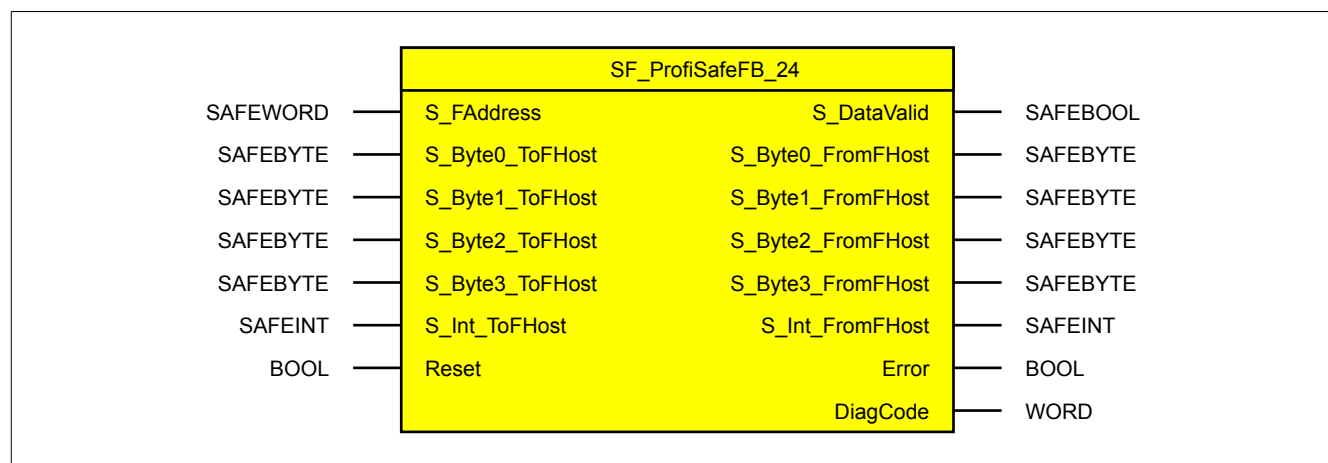 SF_ProfiSafeFB_24
SAFEWORD S_FAddress S_DataValid SAFEBOOL
SAFEBYTE S_Byte0_ToFHost S_Byte0_FromFHost SAFEBYTE
SAFEBYTE S_Byte1_ToFHost S_Byte1_FromFHost SAFEBYTE
SAFEBYTE S_Byte2_ToFHost S_Byte2_FromFHost SAFEBYTE
SAFEBYTE S_Byte3_ToFHost S_Byte3_FromFHost SAFEBYTE
SAFEINT S_Int_ToFHost S_Int_FromFHost SAFEINT
BOOL Reset Error BOOL
DiagCode WORD